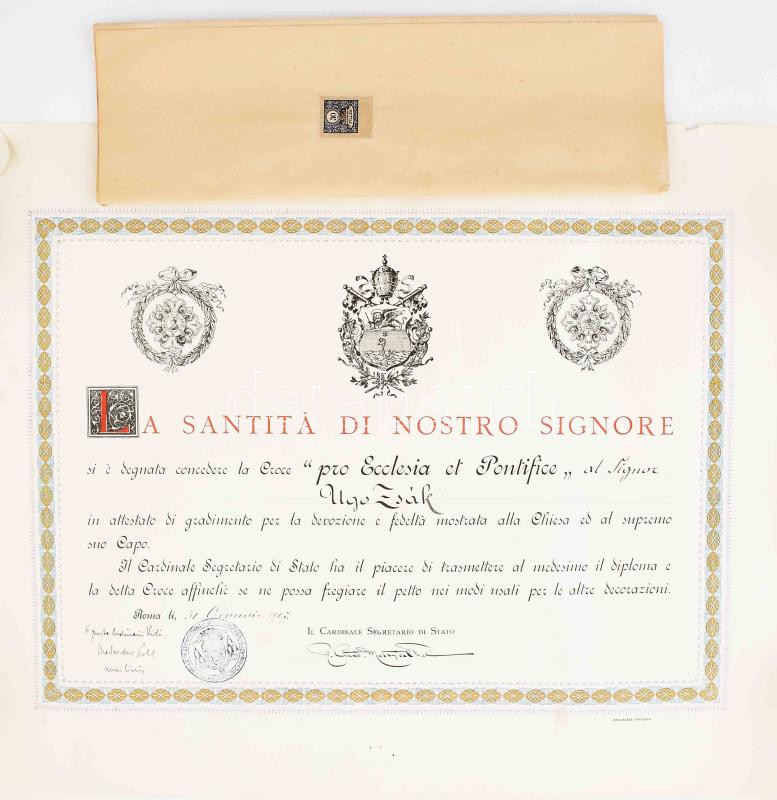 LA SANTITÀ DI NOSTRO SIGNORE
si è degnata concedere la Croce “pro Ecclesia et Pontifice„ al Signor
Ugo Zsák
in attestato di gradimento per la devozione e fedeltà mostrata alla Chiesa ed al supremo
suo Capo.
Il Cardinale Segretario di Stato ha il piacere di trasmettere al medesimo il diploma e
la detta Croce affinchè se ne possa fregiare il petto nei modi usati per le altre decorazioni.
Roma li, 31 Gennaio
IL CARDINALE SEGRETARIO DI STATO